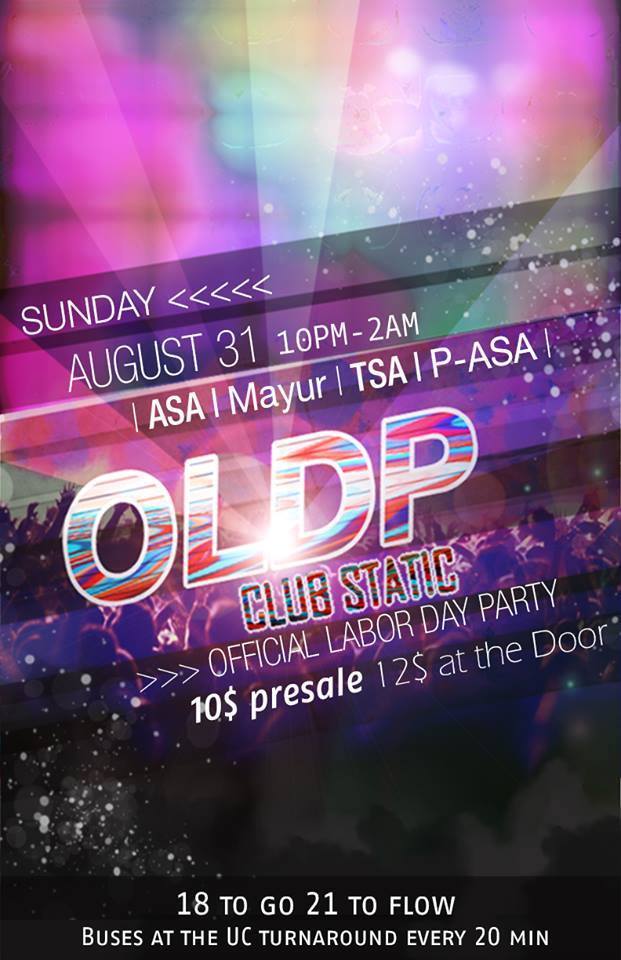 SUNDAY <<<<<
AUGUST 31 10PM-2AM
| ASA | Mayur | TSA | P-ASA |
OLDP
CLUB STATIC
>>> OFFICIAL LABOR DAY PARTY
10$ presale 12$ at the Door
18 TO GO 21 TO FLOW
BUSES AT THE UC TURNAROUND EVERY 20 MIN